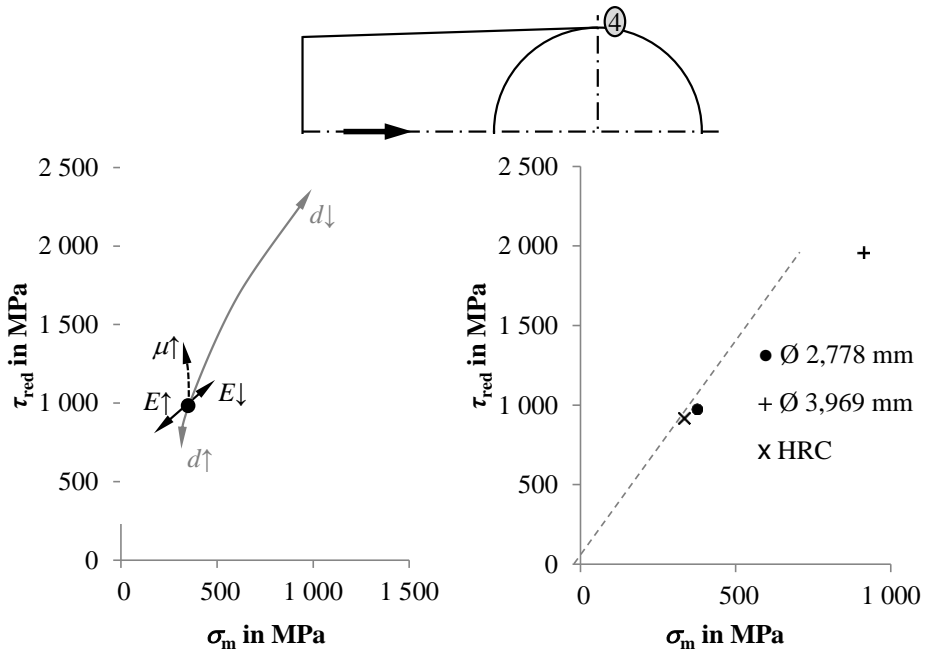 4
2 500
2 000
1 500
1 000
500
0
τred in MPa
d↓
μ↑
E↑
E↓
d↑
0
500
1 000
1 500
σm in MPa
2 500
2 000
1 500
1 000
500
0
τred in MPa
● Ø 2,778 mm
+ Ø 3,969 mm
x HRC
0
500
1 000
σm in MPa